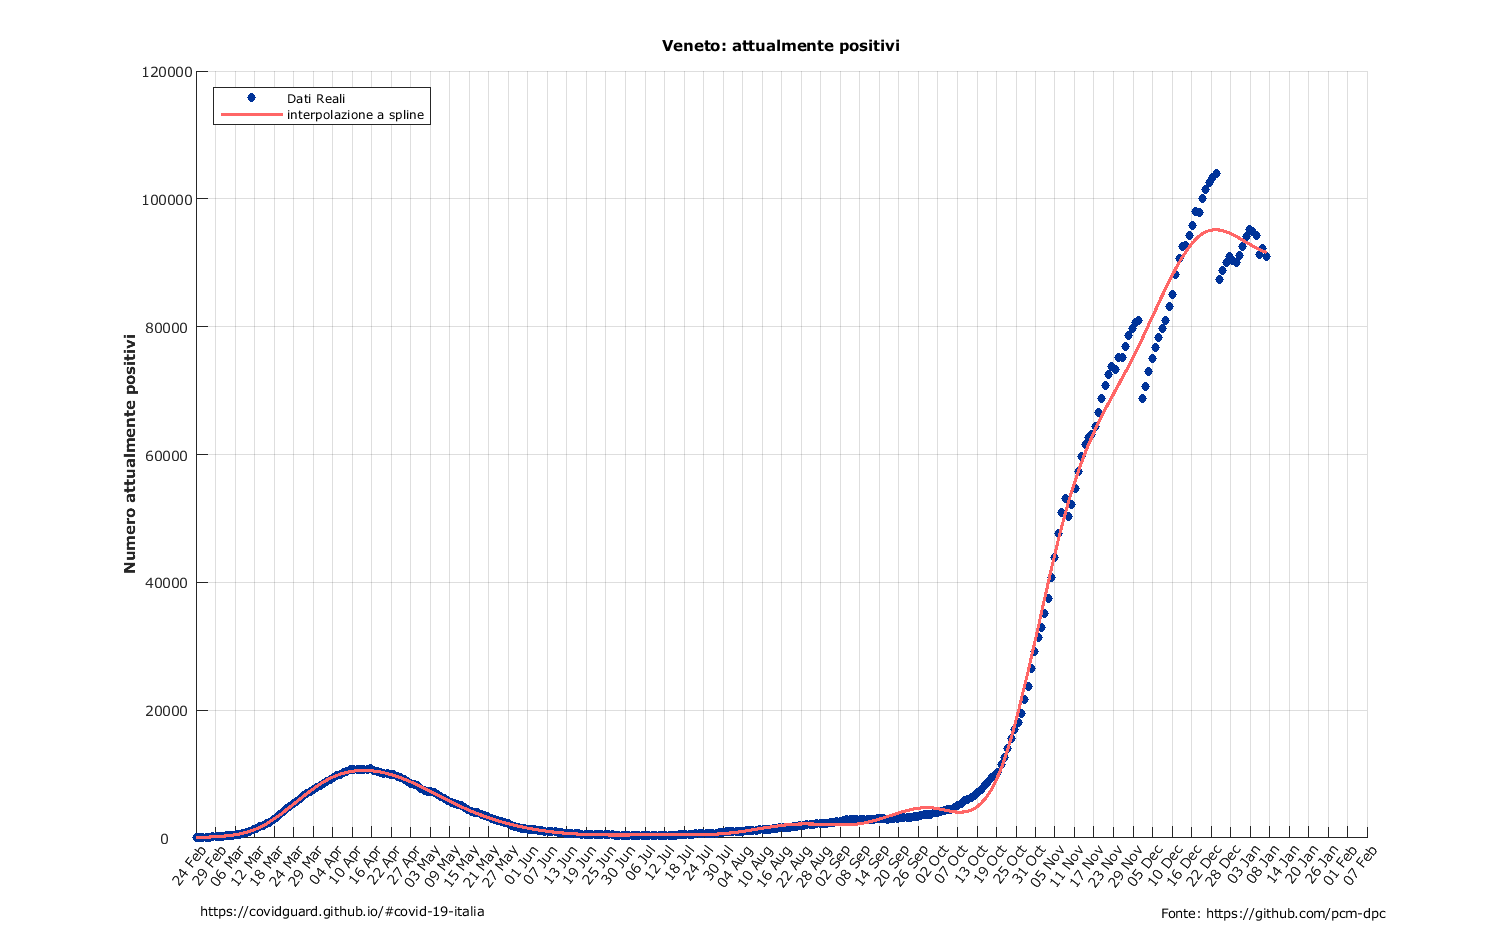 Veneto: attualmente positivi
Dati Reali
interpolazione a spline
Numero attualmente positivi
120000
100000
80000
60000
40000
20000
0
24 Feb
29 Feb
06 Mar
12 Mar
18 Mar
24 Mar
29 Mar
04 Apr
10 Apr
16 Apr
22 Apr
27 Apr
03 May
09 May
15 May
21 May
27 May
01 Jun
07 Jun
13 Jun
19 Jun
25 Jun
30 Jul
06 Jul
12 Jul
18 Jul
24 Jul
30 Jul
04 Aug
10 Aug
16 Aug
22 Aug
28 Aug
02 Sep
08 Sep
14 Sep
20 Sep
26 Oct
02 Oct
07 Oct
13 Oct
19 Oct
25 Oct
31 Nov
05 Nov
11 Nov
17 Nov
23 Nov
29 Dec
05 Dec
10 Dec
16 Dec
22 Dec
28 Dec
03 Jan
08 Jan
14 Jan
20 Jan
26 Jan
01 Feb
07 Feb
https://covidguard.github.io/#covid-19-italia
Fonte: https://github.com/pcm-dpc